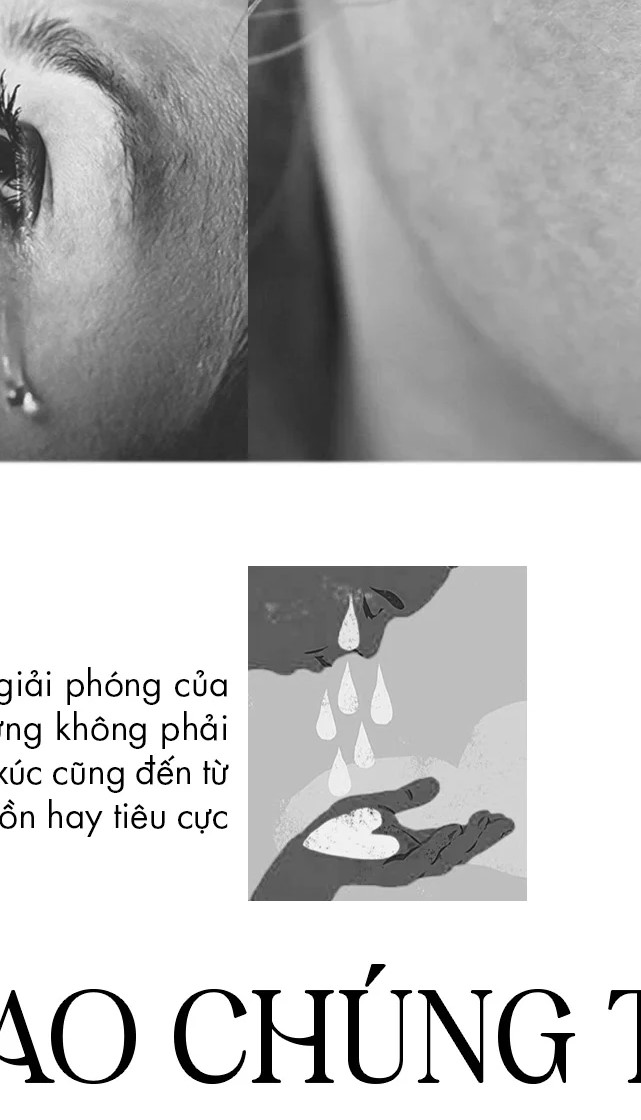 giải phóng của
ưng không phải
xúc cũng đến từ
ồn hay tiêu cực
AO CHÚNG T